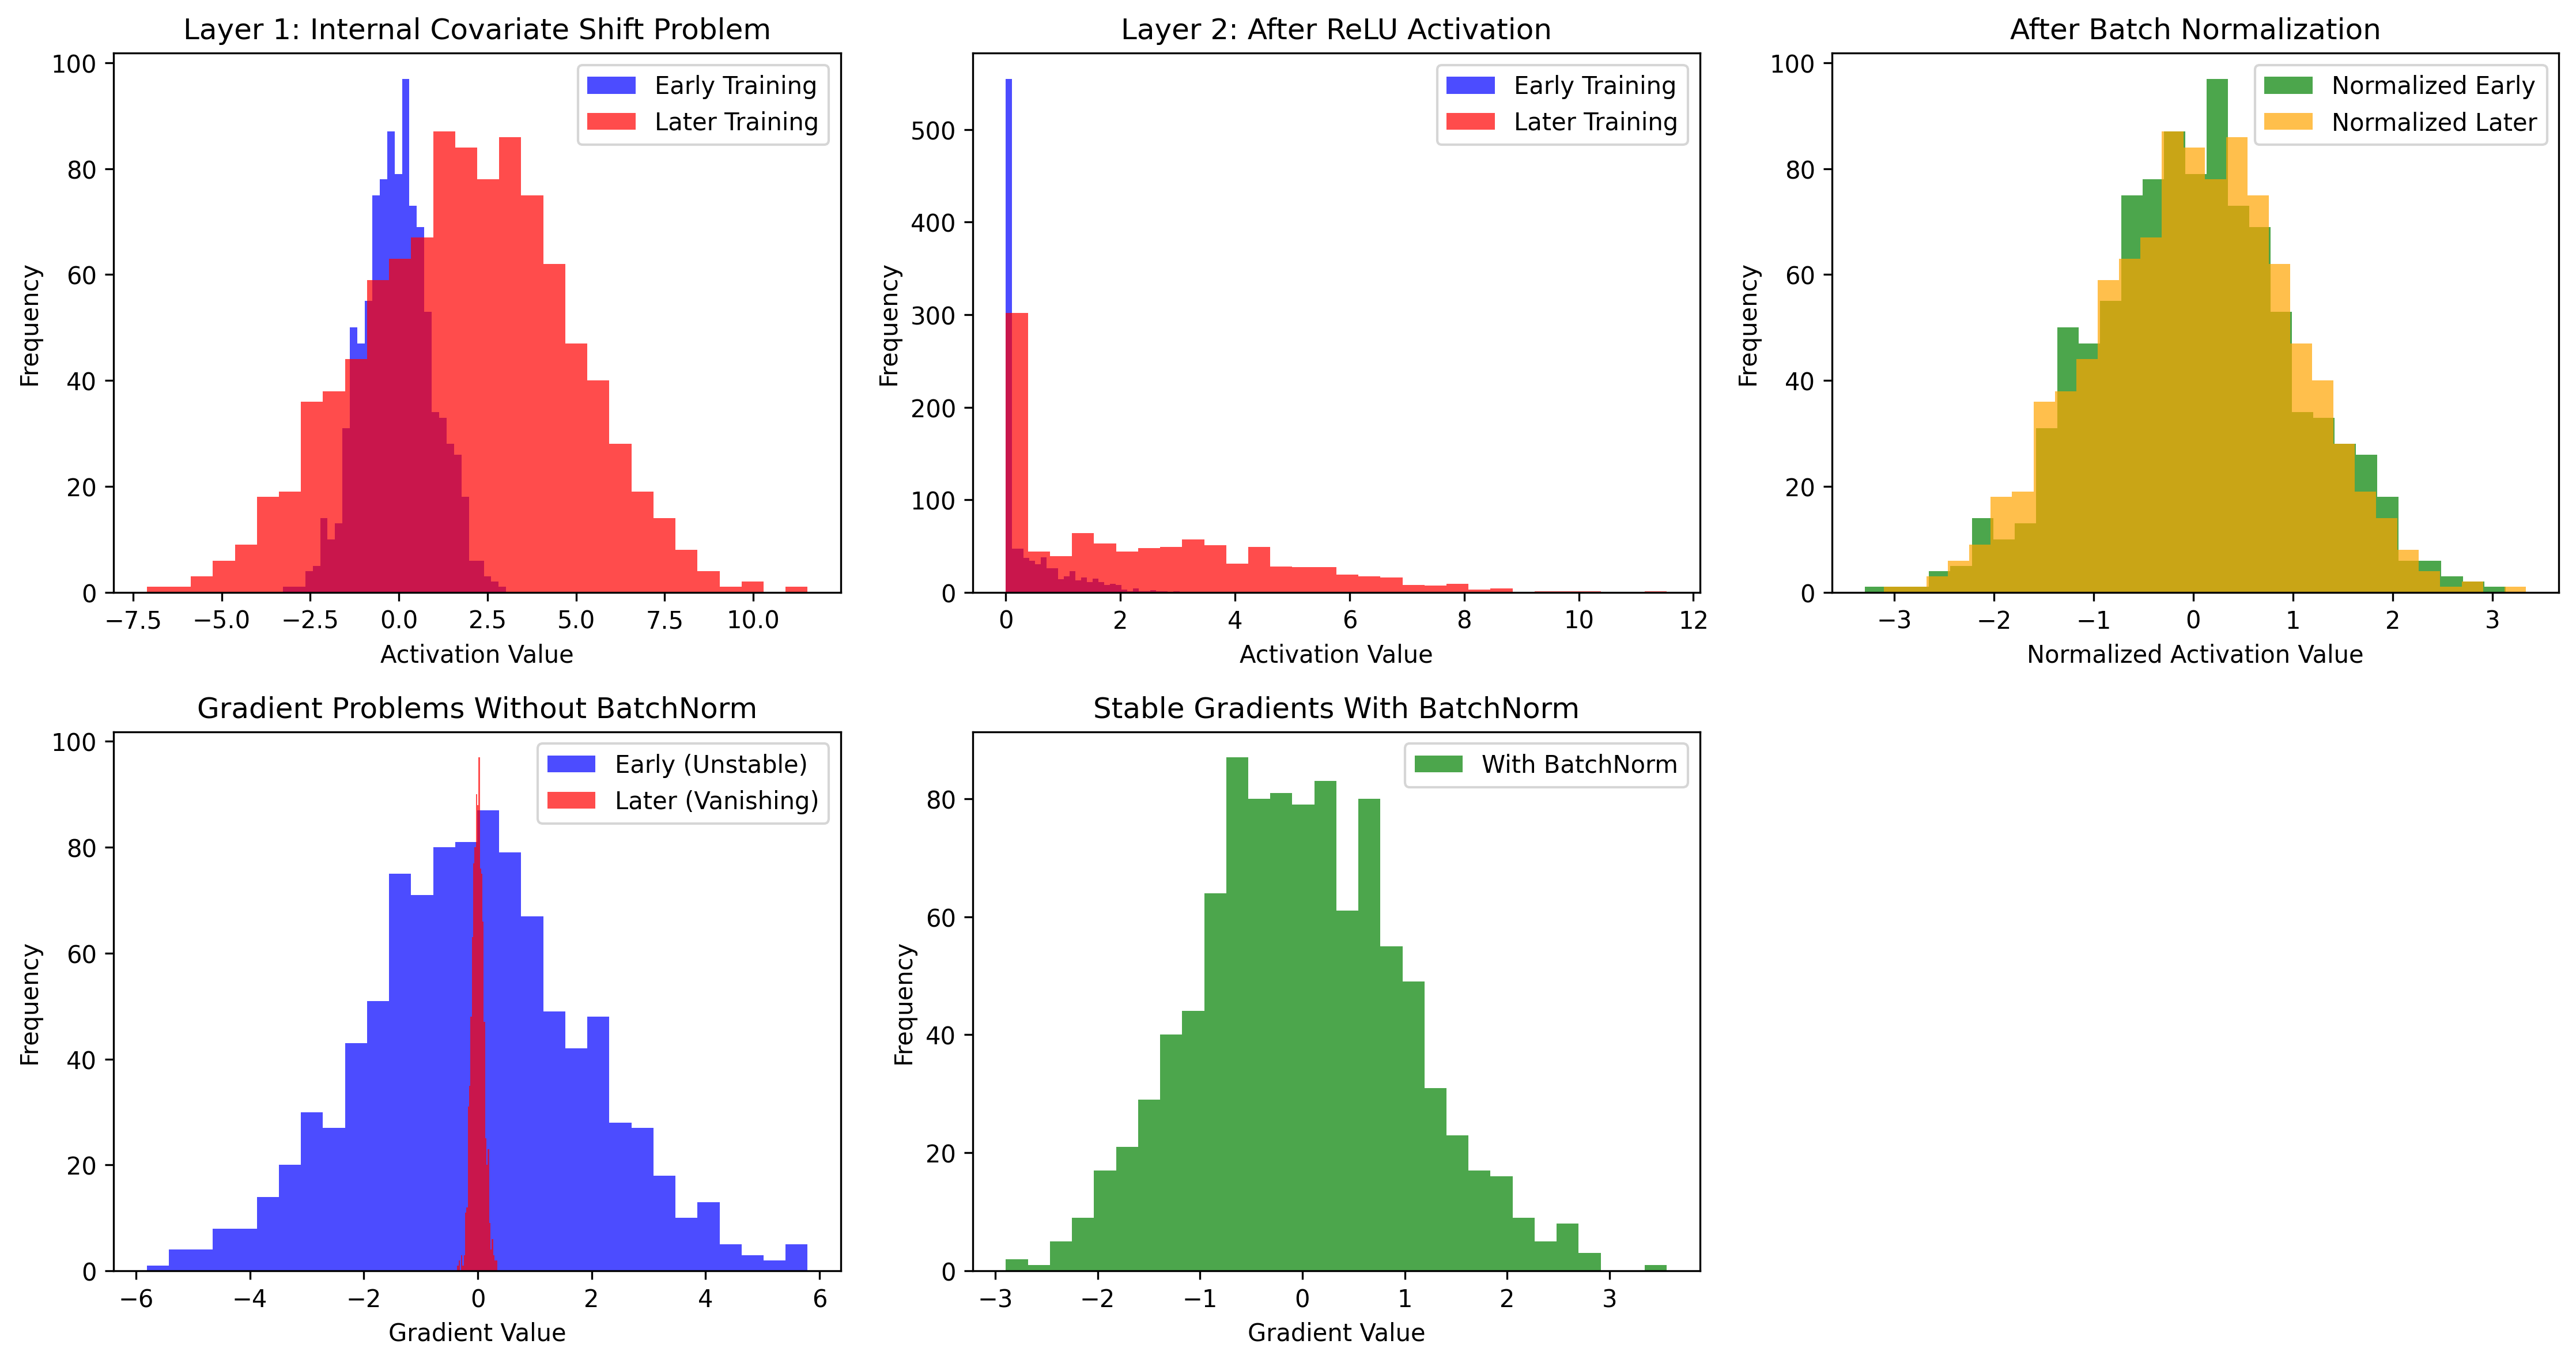 Layer 1: Internal Covariate Shift Problem
Frequency
100
80
60
40
20
0
Early Training
Later Training
−7.5 −5.0 −2.5 0.0 2.5 5.0 7.5 10.0
Activation Value
Layer 2: After ReLU Activation
Frequency
500
400
300
200
100
0
Early Training
Later Training
0 2 4 6 8 10 12
Activation Value
After Batch Normalization
Frequency
100
80
60
40
20
0
Normalized Early
Normalized Later
−3 −2 −1 0 1 2 3
Normalized Activation Value
Gradient Problems Without BatchNorm
Frequency
100
80
60
40
20
0
Early (Unstable)
Later (Vanishing)
−6 −4 −2 0 2 4 6
Gradient Value
Stable Gradients With BatchNorm
Frequency
80
60
40
20
0
With BatchNorm
−3 −2 −1 0 1 2 3
Gradient Value